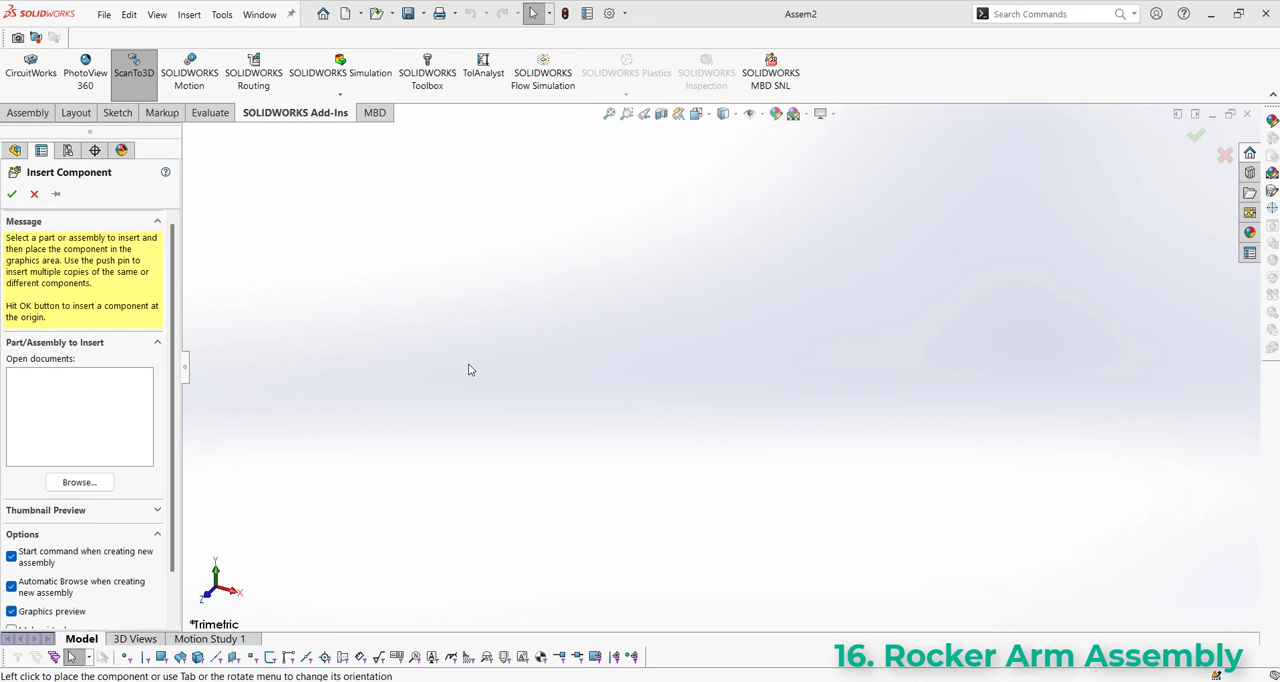 SOLIDWORKS File Edit View Insert Tools Window Assem2 Search Commands
CircuitWorks
PhotoView
360
ScanTo3D
SOLIDWORKS
Motion
SOLIDWORKS
Routing
SOLIDWORKS Simulation
SOLIDWORKS
Toolbox
TolAnalyst
SOLIDWORKS
Flow Simulation
SOLIDWORKS Plastics
SOLIDWORKS
Inspection
SOLIDWORKS
MBD SNL
Assembly Layout Sketch Markup Evaluate SOLIDWORKS Add-Ins MBD
Insert Component
Message
Select a part or assembly to insert and
then place the component in the
graphics area. Use the push pin to
insert multiple copies of the same or
different components.
Hit OK button to insert a component at
the origin.
Part/Assembly to Insert
Open documents:
Browse...
Thumbnail Preview
Options
Start command when creating new
assembly
Automatic Browse when creating
new assembly
Graphics preview
Y
X
Z
*Trimetric
Model 3D Views Motion Study 1
16. Rocker Arm Assembly
Left click to place the component or use Tab or the rotate menu to change its orientation